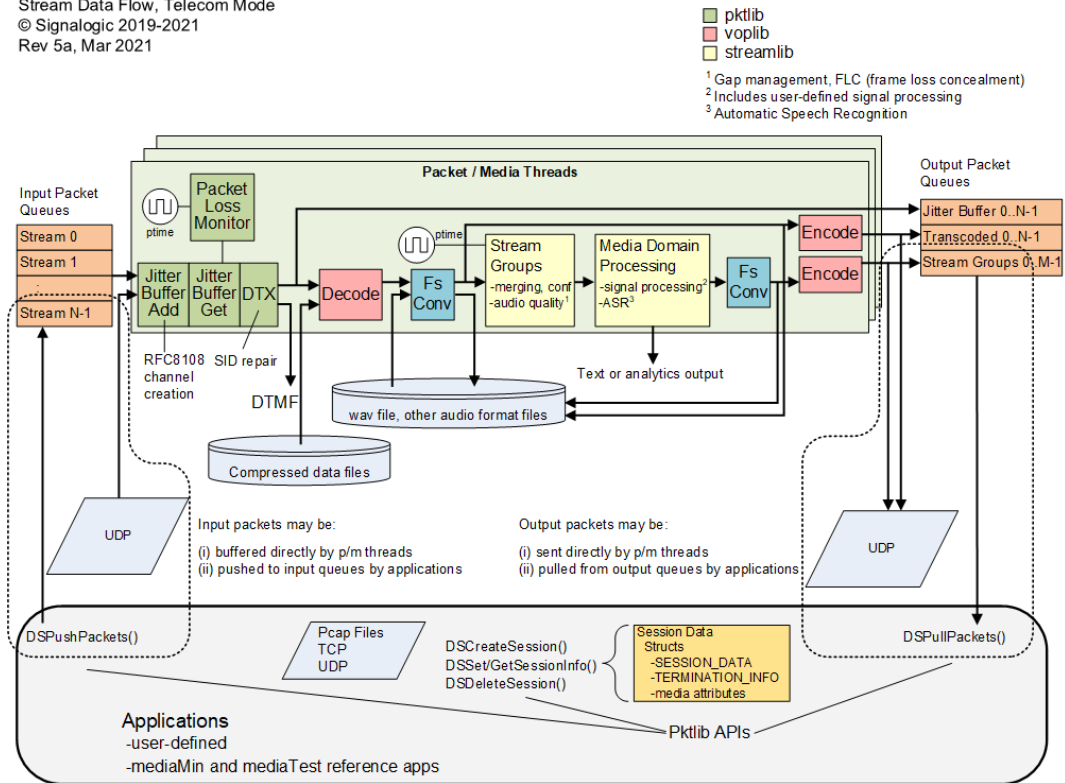 Stream Data Flow, Telecom Mode
© Signalogic 2019-2021
Rev 5a, Mar 2021
pktlib
voplib
streamlib
1 Gap management, FLC (frame loss concealment)
2 Includes user-defined signal processing
3 Automatic Speech Recognition
Packet / Media Threads
Input Packet
Queues
Stream 0
Stream 1
:
Stream N-1
ptime
Packet
Loss
Monitor
Jitter
Buffer
Add
Jitter
Buffer
Get
DTX
RFC8108
channel
creation
SID repair
DTMF
Decode
Fs
Conv
ptime
Stream
Groups
-merging, conf
-audio quality1
Media Domain
Processing
-signal processing2
-ASR3
Fs
Conv
Encode
Encode
Output Packet
Queues
Jitter Buffer 0..N-1
Transcoded 0..N-1
Stream Groups 0..M-1
Text or analytics output
wav file, other audio format files
Compressed data files
UDP
Input packets may be:
(i) buffered directly by p/m threads
(ii) pushed to input queues by applications
Output packets may be:
(i) sent directly by p/m threads
(ii) pulled from output queues by applications
UDP
DSPushPackets()
Pcap Files
TCP
UDP
DSCreateSession()
DSSet/GetSessionInfo()
DSDeleteSession()
Session Data
Structs
-SESSION_DATA
-TERMINATION_INFO
-media attributes
DSPullPackets()
Pktlib APIs
Applications
-user-defined
-mediaMin and mediaTest reference apps